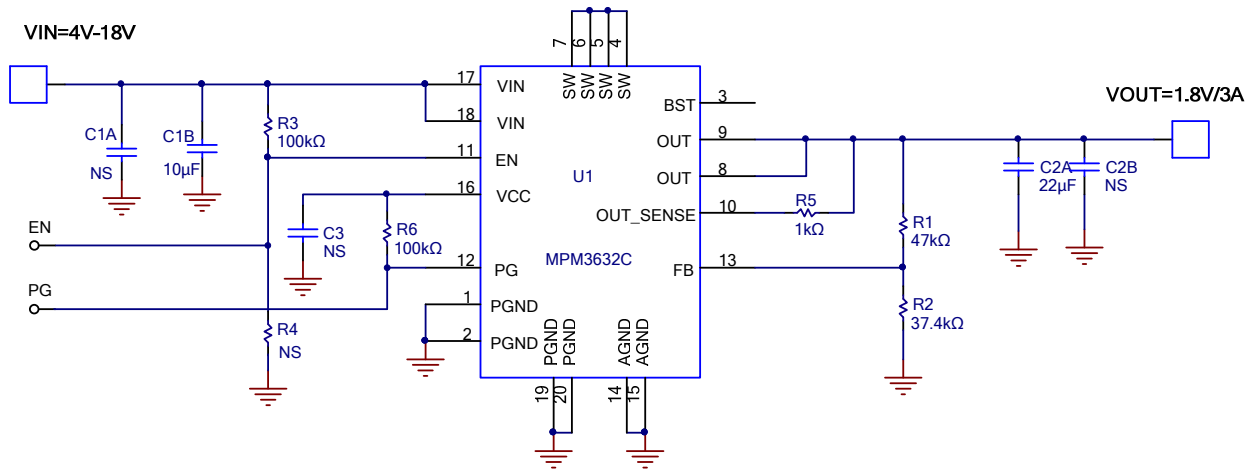 VIN=4V-18V
VOUT=1.8V/3A
7
6
5
4
SW
SW
SW
SW
17
VIN
18
VIN
11
EN
16
VCC
12
PG
1
PGND
2
PGND
3
BST
9
OUT
8
OUT
10
OUT_SENSE
13
FB
U1
MPM3632C
PGND
PGND
AGND
AGND
19
20
14
15
C1A
NS
C1B
10µF
R3
100kΩ
C3
NS
R6
100kΩ
EN
PG
R4
NS
R5
1kΩ
R1
47kΩ
R2
37.4kΩ
C2A
22µF
C2B
NS